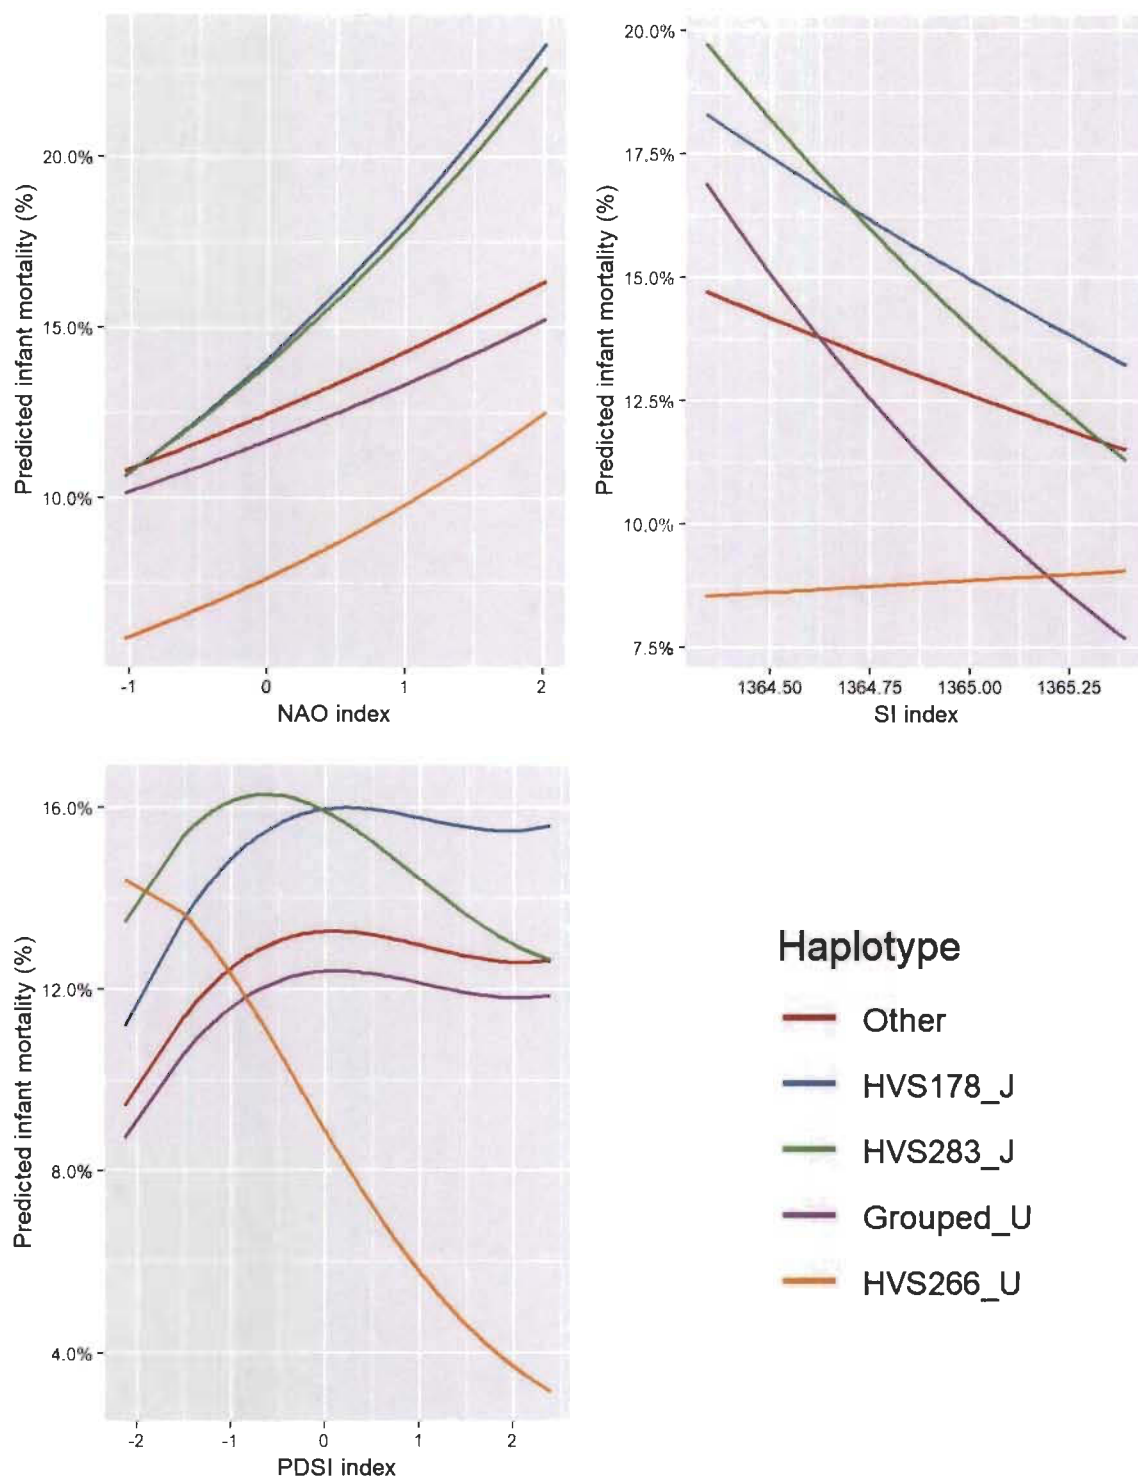 Predicted infant mortality (%)
20.0%
15.0%
10.0%
-1 0 1 2
NAO index
Predicted infant mortality (%)
20.0%
17.5%
15.0%
12.5%
10.0%
7.5%
1364.50 1364.75 1365.00 1365.25
SI index
Predicted infant mortality (%)
16.0%
12.0%
8.0%
4.0%
-2 -1 0 1 2
PDSI index
Haplotype
Other
HVS178_J
HVS283_J
Grouped_U
HVS266_U